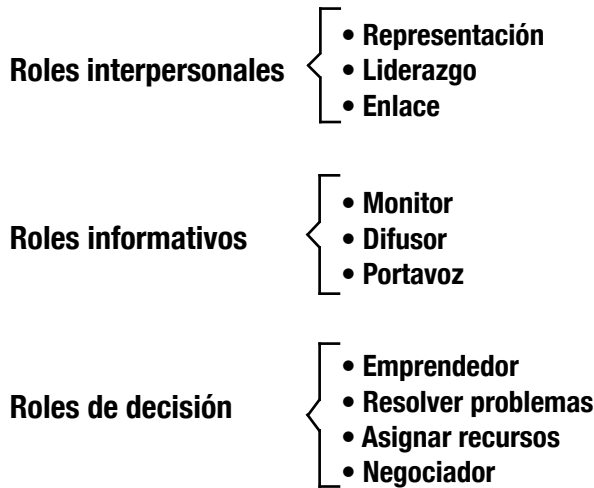 Roles interpersonales
• Representación
• Liderazgo
• Enlace
Roles informativos
• Monitor
• Difusor
• Portavoz
Roles de decisión
• Emprendedor
• Resolver problemas
• Asignar recursos
• Negociador